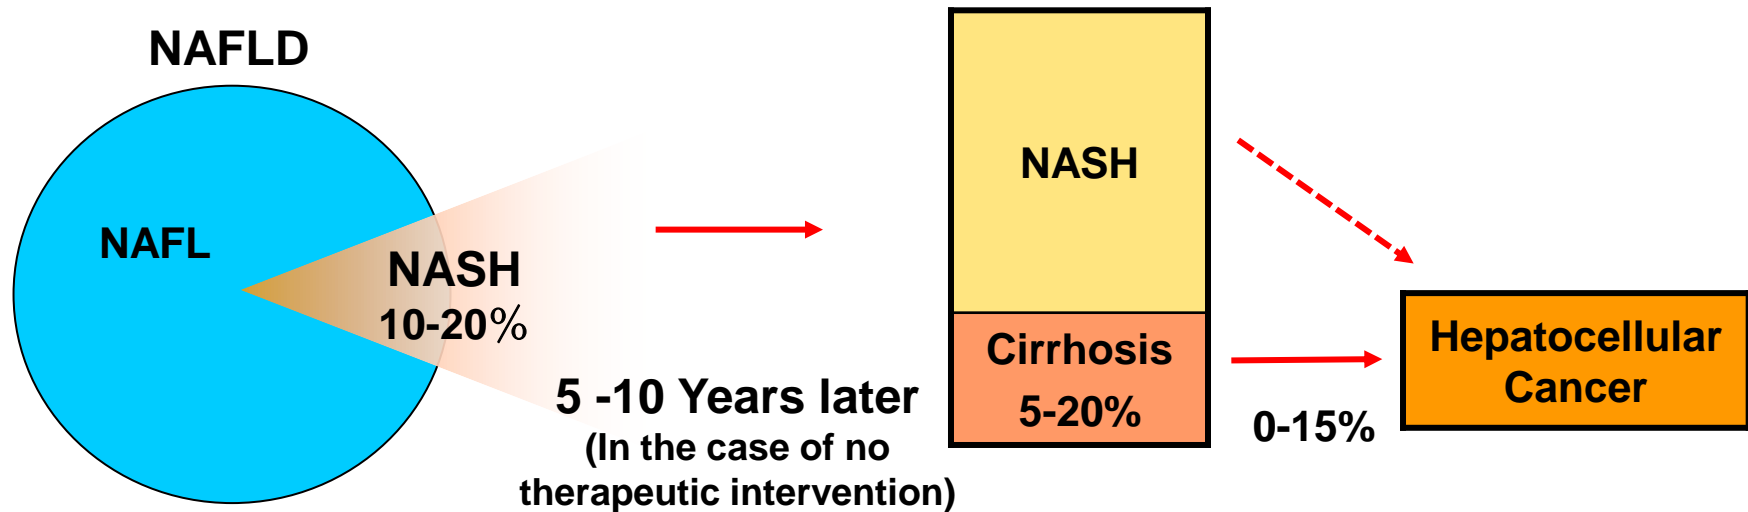 NAFLD
NAFL
NASH
10-20%
5 -10 Years later
(In the case of no
therapeutic intervention)
NASH
Cirrhosis
5-20%
0-15%
Hepatocellular
Cancer